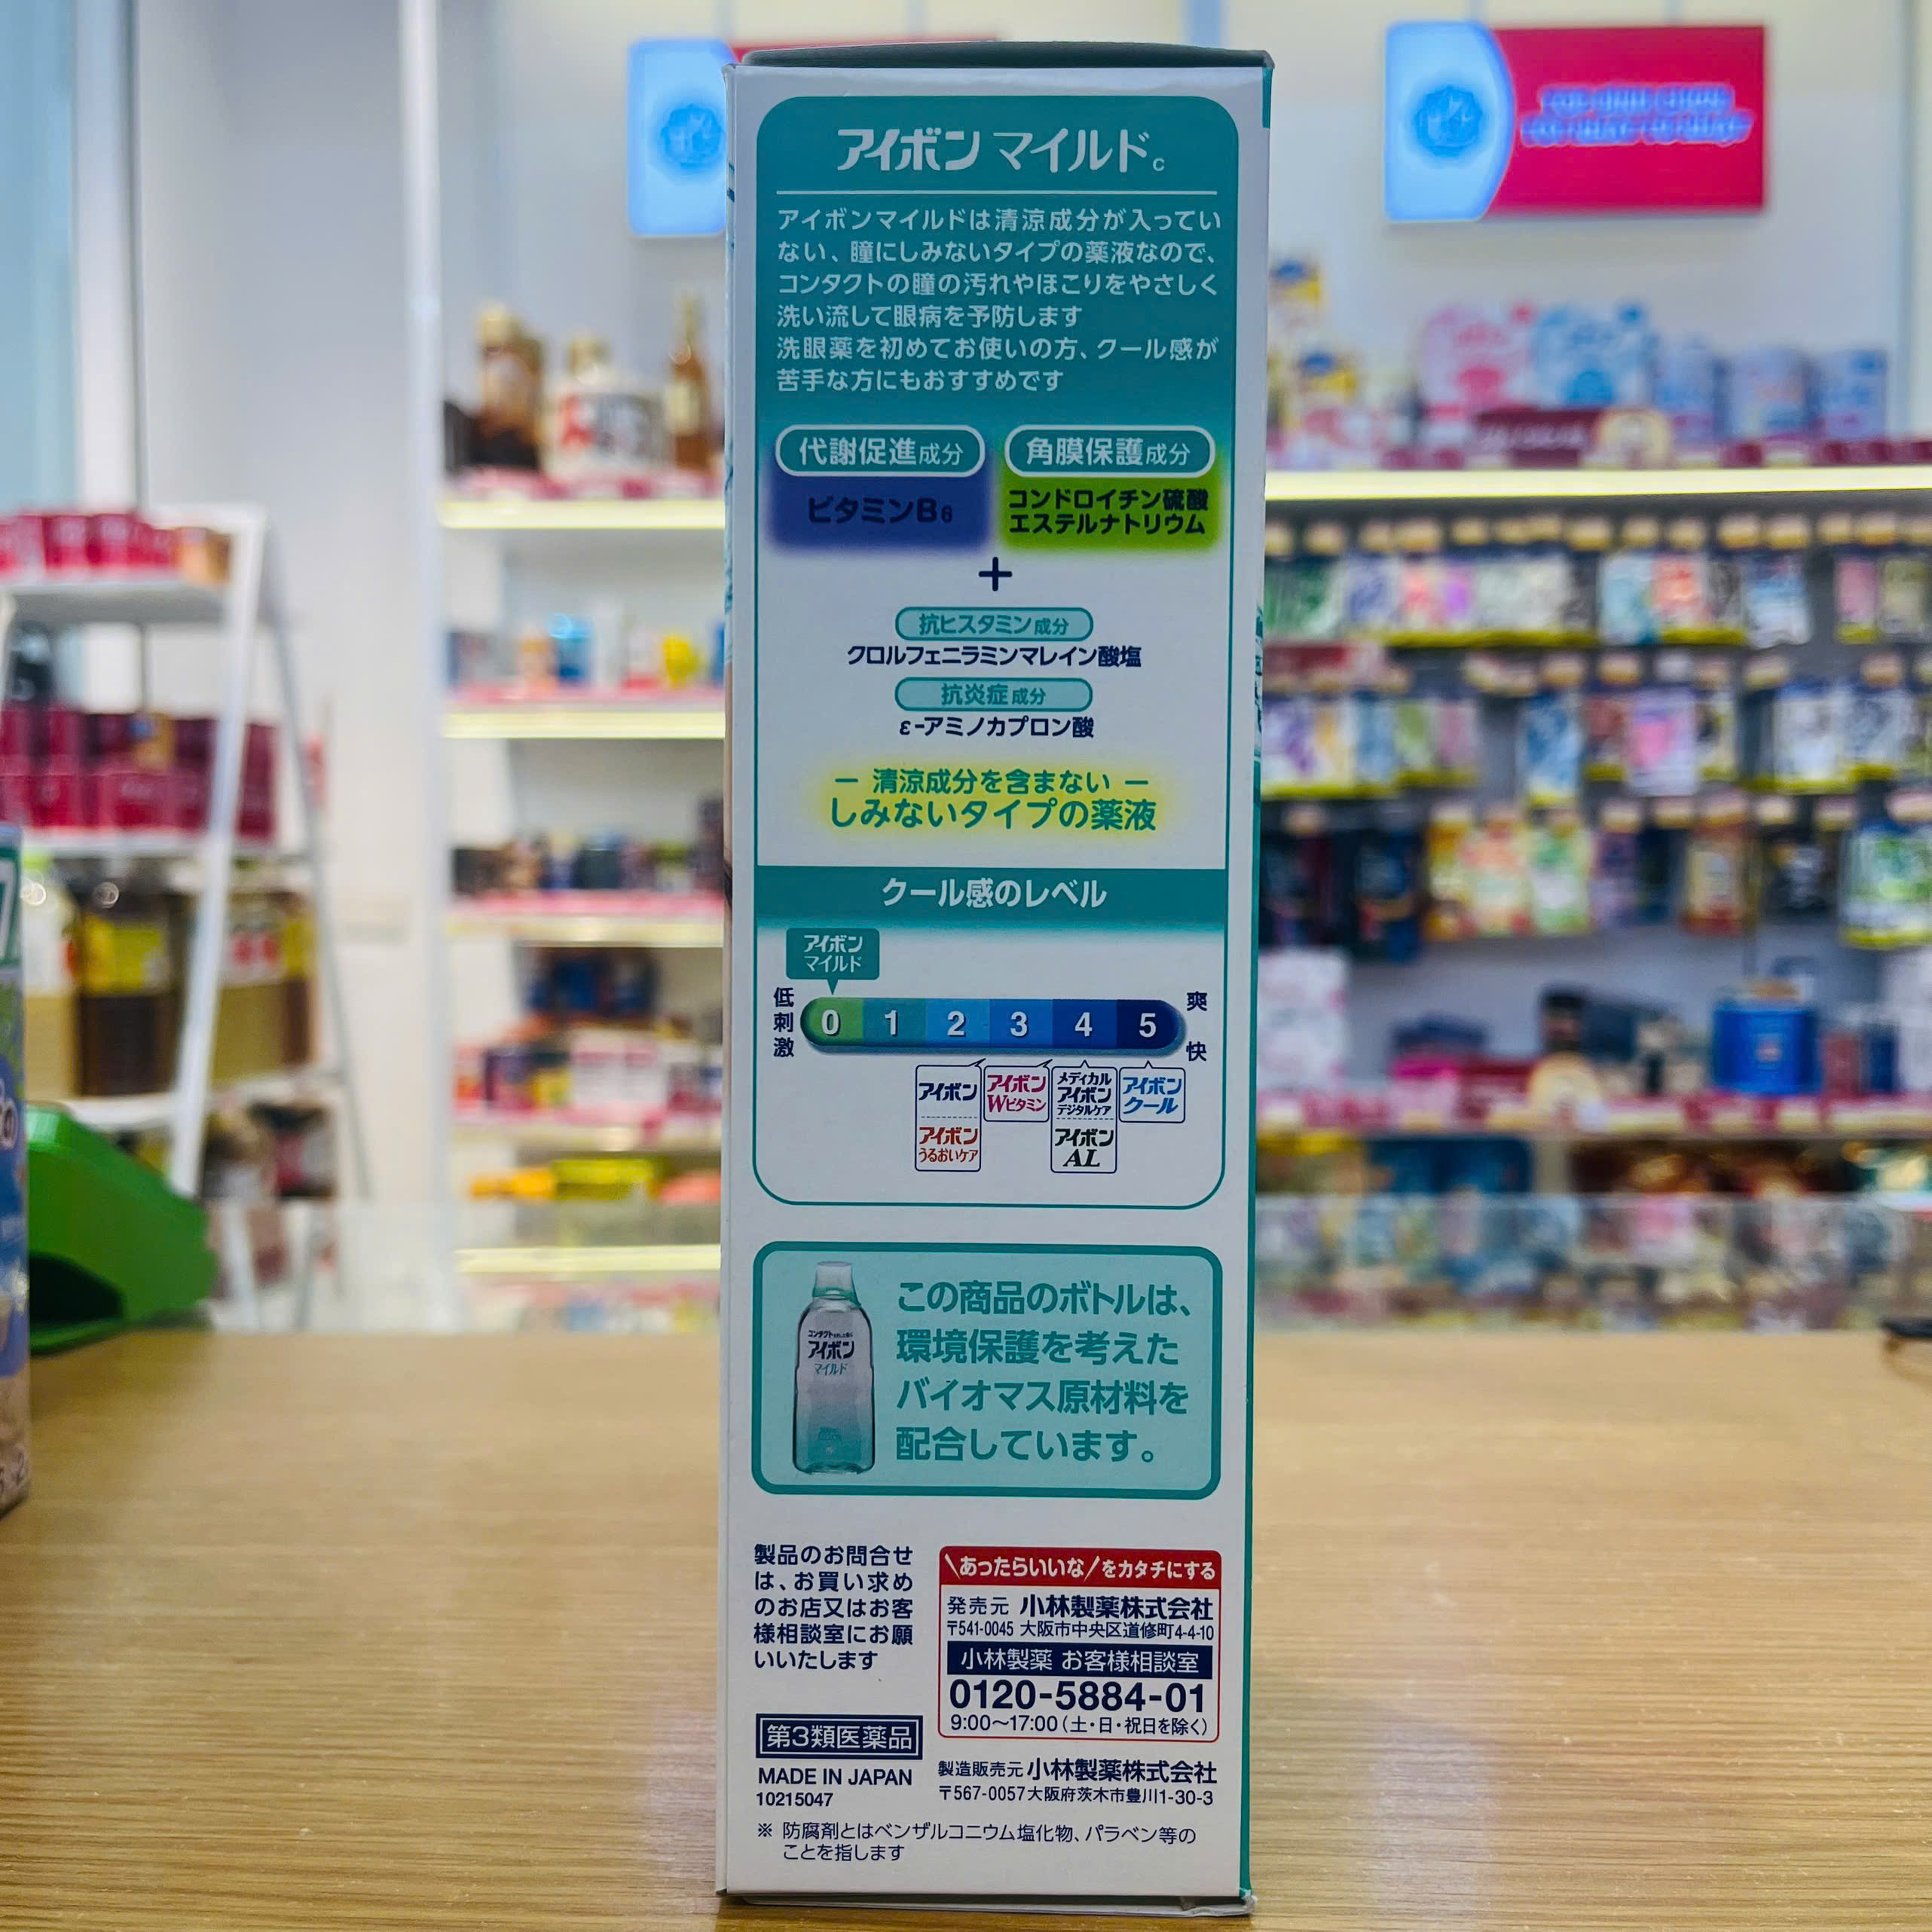 アイボン マイルドc
アイボンマイルドは清涼成分が入ってい
ない、瞳にしみないタイプの薬液なので、
コンタクトの瞳の汚れやほこりをやさしく
洗い流して眼病を予防します
洗眼薬を初めてお使いの方、クール感が
苦手な方にもおすすめです
代謝促進成分
角膜保護成分
ビタミンB6
コンドロイチン硫酸
エステルナトリウム
+
抗ヒスタミン成分
クロルフェニラミンマレイン酸塩
抗炎症成分
ε-アミノカプロン酸
― 清涼成分を含まない ―
しみないタイプの薬液
クール感のレベル
アイボン
マイルド
低刺激
0 1 2 3 4 5
爽快
アイボン
アイボン
うるおいケア
アイボン
Wビタミン
メディカル
アイボン
デジタルケア
アイボン
AL
アイボン
クール
アイボン
マイルド
この商品のボトルは、
環境保護を考えた
バイオマス原材料を
配合しています。
製品のお問合せ
は、お買い求め
のお店又はお客
様相談室にお願
いいたします
\あったらいいな/をカタチにする
発売元 小林製薬株式会社
〒541-0045 大阪市中央区道修町4-4-10
小林製薬 お客様相談室
0120-5884-01
9:00〜17:00(土・日・祝日を除く)
第3類医薬品
MADE IN JAPAN
10215047
製造販売元 小林製薬株式会社
〒567-0057大阪府茨木市豊川1-30-3
※ 防腐剤とはベンザルコニウム塩化物、パラベン等の
ことを指します